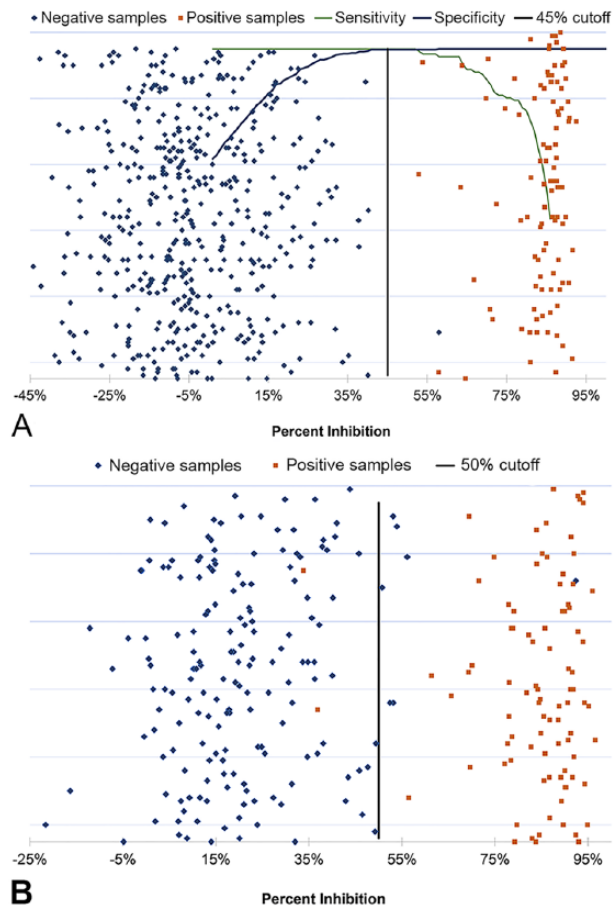 Negative samples Positive samples Sensitivity Specificity 45% cutoff
-45% -25% -5% 15% 35% 55% 75% 95%
A
Percent Inhibition
Negative samples Positive samples 50% cutoff
-25% -5% 15% 35% 55% 75% 95%
B
Percent Inhibition